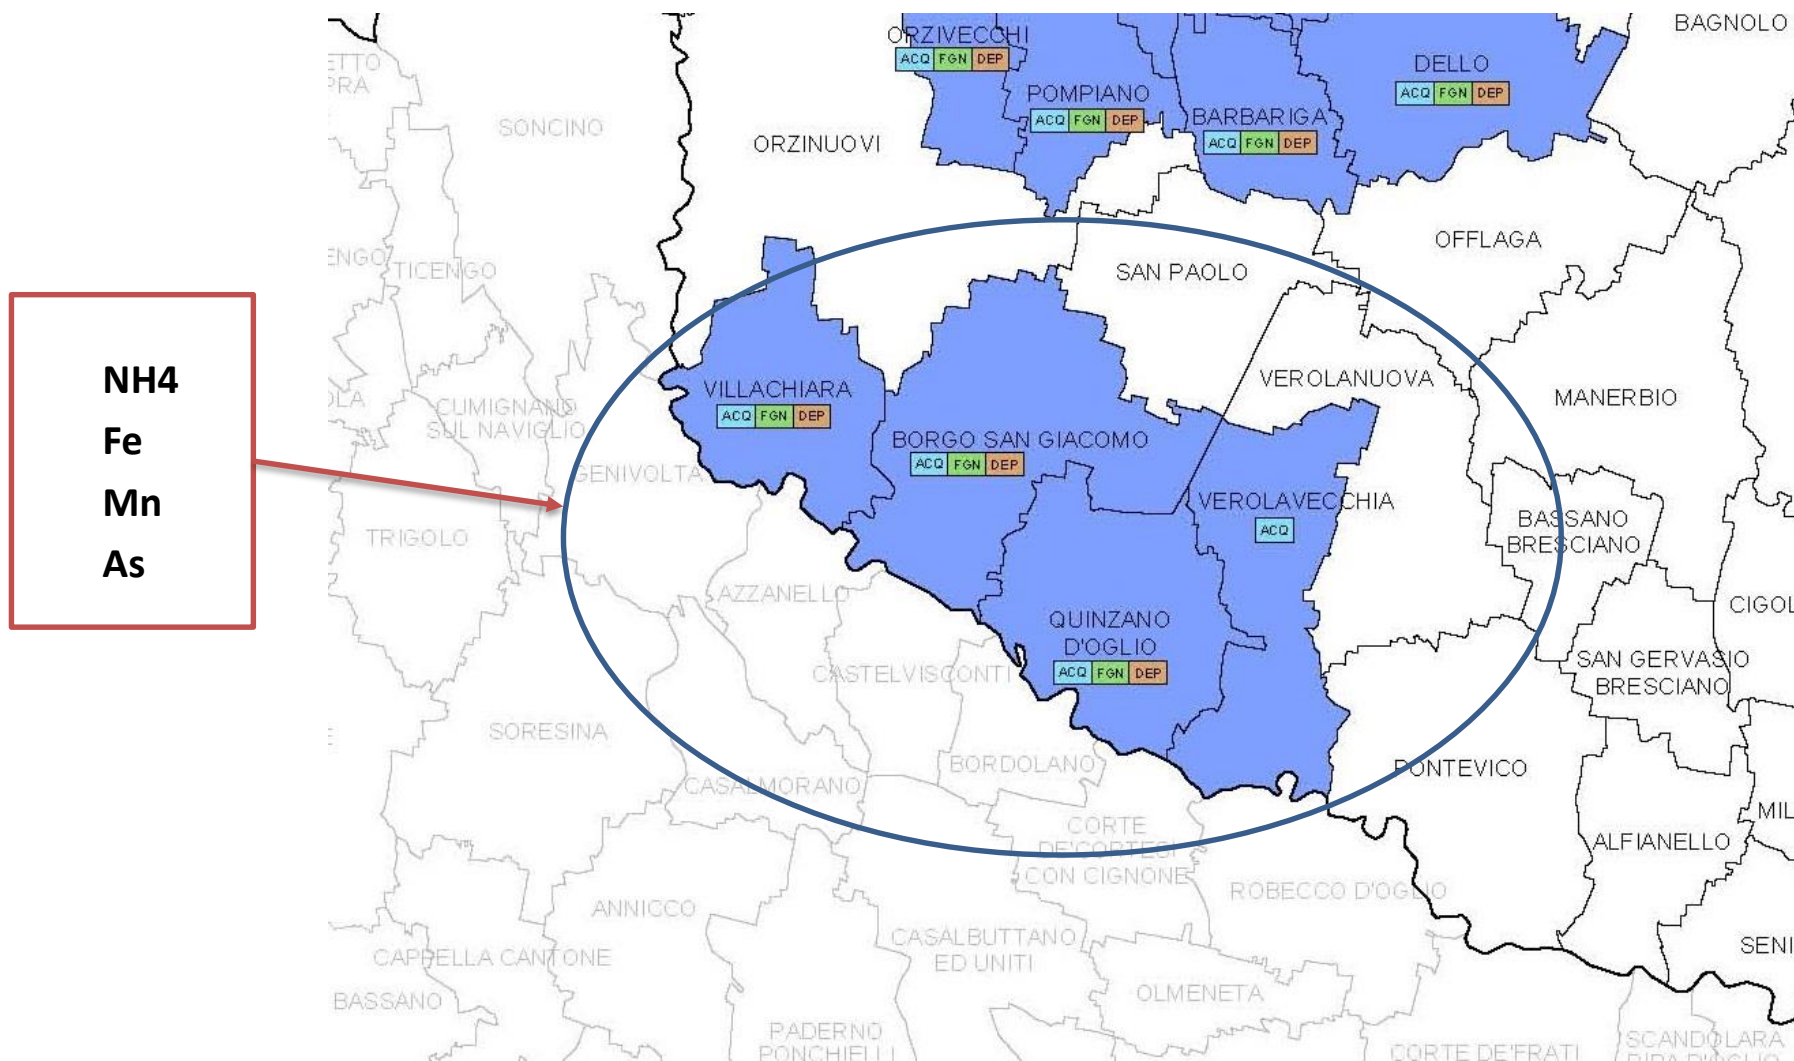 NH4
Fe
Mn
As
BAGNOLO
ORZIVECCHI
ACQ FGN DEP
DELLO
ACQ FGN DEP
POMPIANO
ACQ FGN DEP
BARBARIGA
ACQ FGN DEP
SONCINO
ORZINUOVI
OFFLAGA
TICENGO
SAN PAOLO
VEROLANUOVA
MANERBIO
VILLACHIARA
ACQ FGN DEP
CUMIGNANO
SUL NAVIGLIO
BORGO SAN GIACOMO
ACQ FGN DEP
GENIVOLTA
VEROLAVECCHIA
ACQ
BASSANO
BRESCIANO
TRIGOLO
AZZANELLO
CIGOL
QUINZANO
D'OGLIO
ACQ FGN DEP
CASTELVISCONTI
SAN GERVASIO
BRESCIANO
SORESINA
BORDOLANO
PONTEVICO
CASALMORANO
MIL
CORTE
DE'CORTESI
CON CIGNONE
ALFIANELLO
ROBECCO D'OGLIO
ANNICCO
CASALBUTTANO
ED UNITI
SENI
CAPPELLA CANTONE
BASSANO
OLMENETA
PADERNO
PONCHIELLI
CORTE DE'FRATI
SCANDOLARA